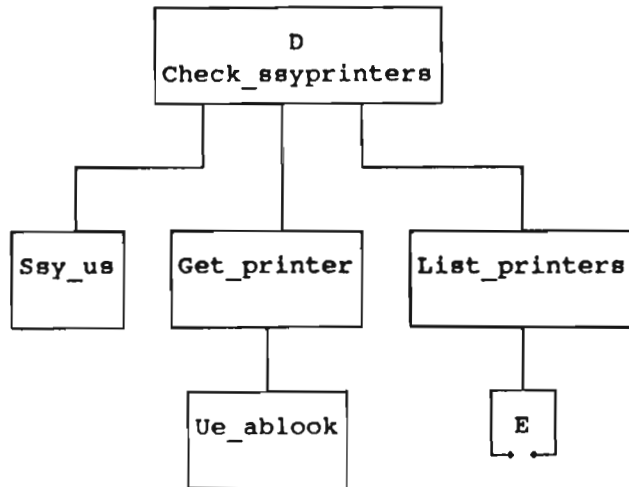 D
Check_ssyprinters
Ssy_us
Get_printer
List_printers
Ue_ablook
E